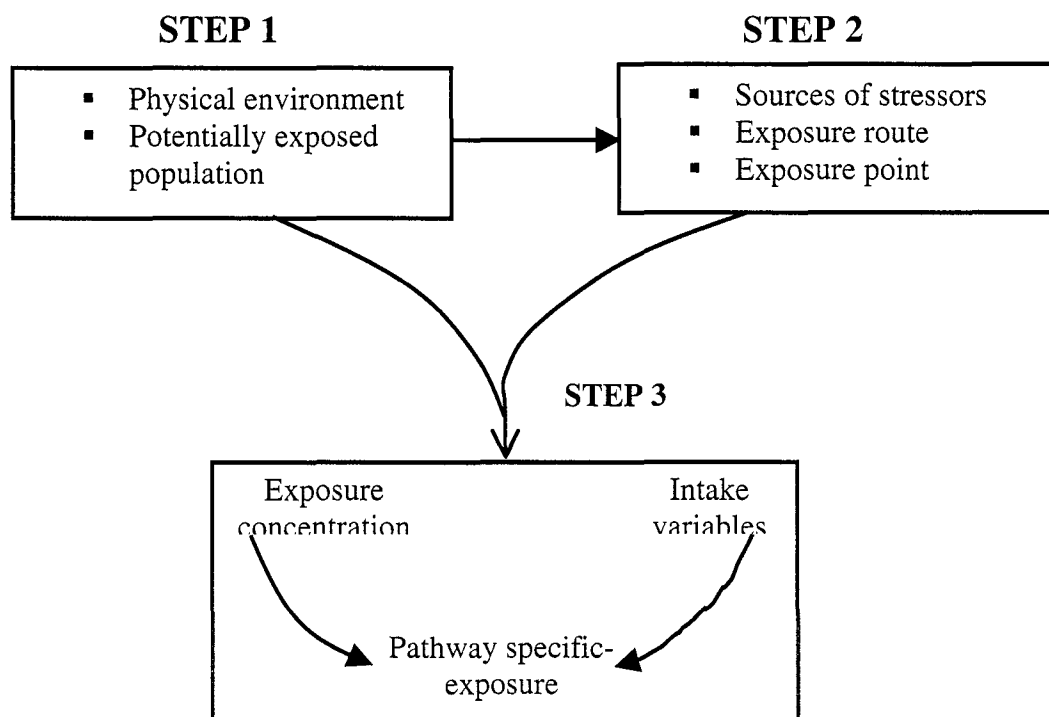 STEP 1
▪ Physical environment
▪ Potentially exposed
population
STEP 2
▪ Sources of stressors
▪ Exposure route
▪ Exposure point
STEP 3
Exposure
concentration
Intake
variables
Pathway specific-
exposure